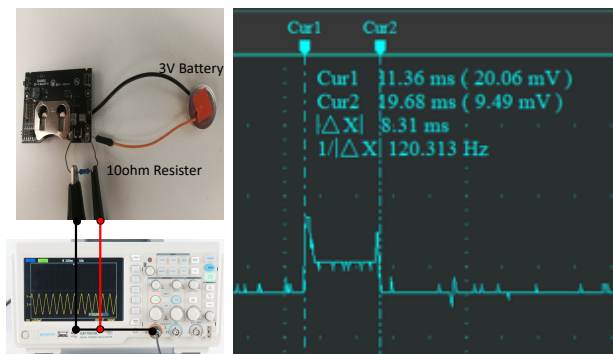 3V Battery
10ohm Resister
Cur1 Cur2
Cur1 11.36 ms ( 20.06 mV )
Cur2 19.68 ms ( 9.49 mV )
|△ X| 8.31 ms
1/|△ X| 120.313 Hz